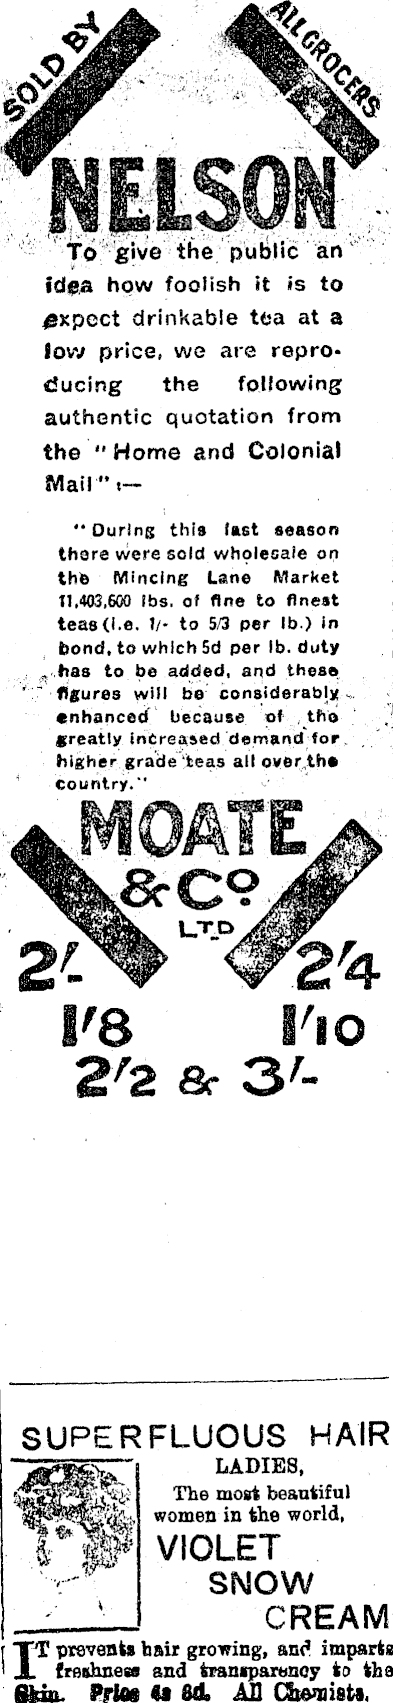 SOLD BY
ALL GROCERS
NELSON
To give the public an
idea how foolish it is to
expect drinkable tea at a
low price, we are repro-
ducing the following
authentic quotation from
the "Home and Colonial
Mail":—
"During this last season
there were sold wholesale on
the Mincing Lane Market
11,403,600 lbs. of fine to finest
teas (i.e. 1/- to 5/3 per lb.) in
bond, to which 5d per lb. duty
has to be added, and these
figures will be considerably
enhanced because of the
greatly increased demand for
higher grade teas all over the
country."
MOATE
& Co.
LTD
2/- 2/4
1/8 1/10
2/2 & 3/-
SUPERFLUOUS HAIR
LADIES,
The most beautiful
women in the world,
VIOLET
SNOW
CREAM
IT prevents hair growing, and imparts
freshness and transparency to the
Skin. Price 4s 6d. All Chemists.